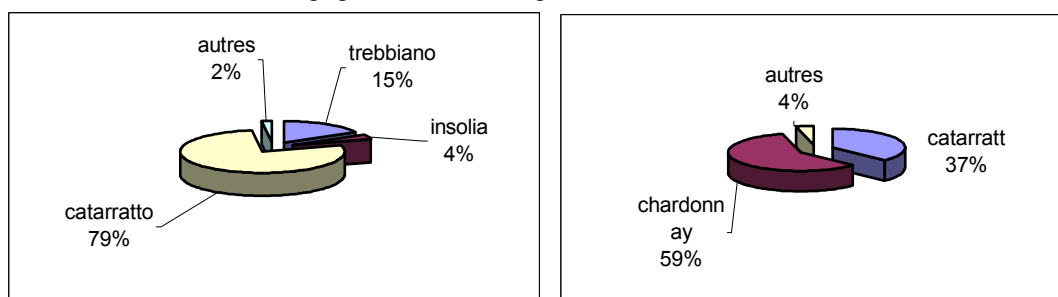 autres
2%
trebbiano
15%
insolia
4%
catarratto
79%
autres
4%
catarratt
37%
chardonn
ay
59%